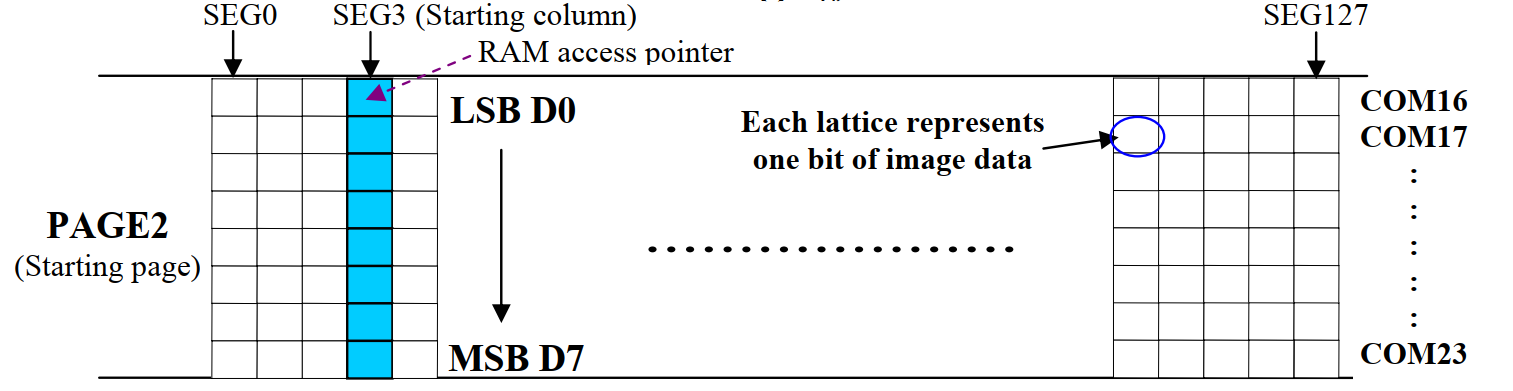 SEG0
SEG3 (Starting column)
SEG127
RAM access pointer
LSB D0
Each lattice represents
one bit of image data
COM16
COM17
:
:
:
:
:
PAGE2
(Starting page)
....................
MSB D7
COM23